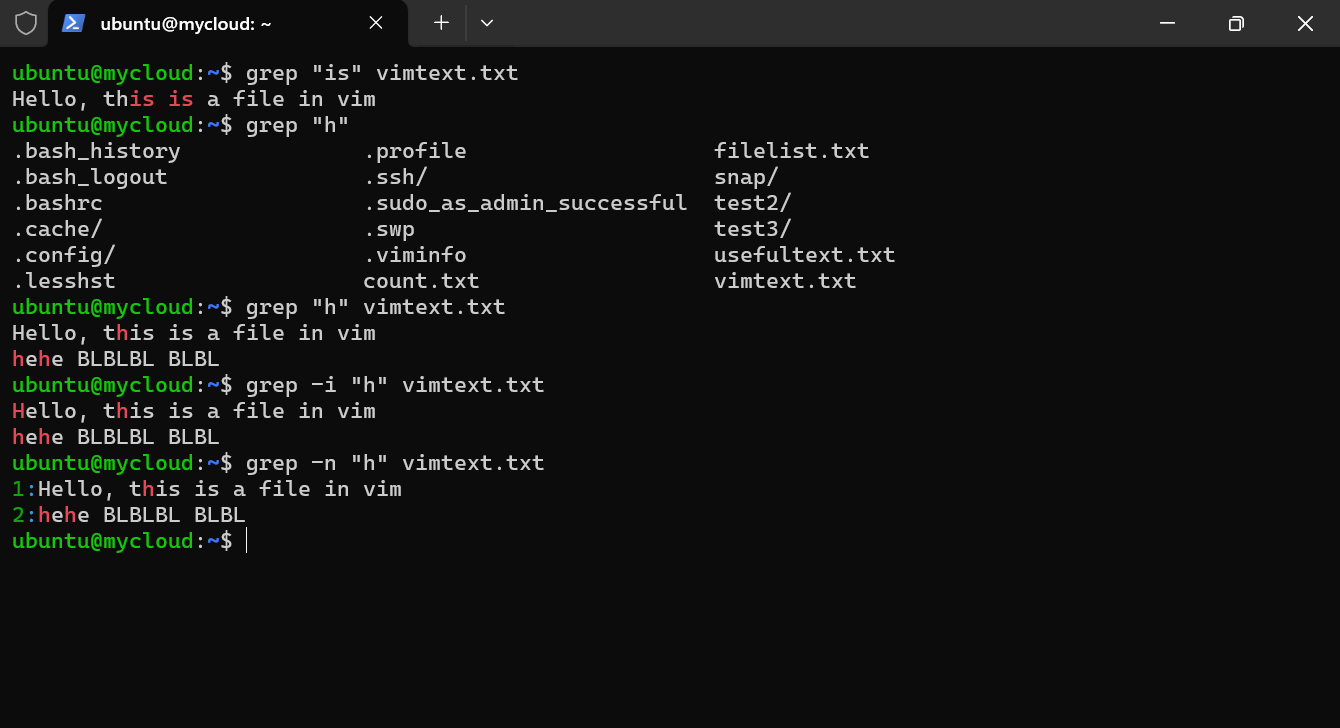 ubuntu@mycloud: ~
ubuntu@mycloud:~$ grep "is" vimtext.txt
Hello, this is a file in vim
ubuntu@mycloud:~$ grep "h"
.bash_history .profile filelist.txt
.bash_logout .ssh/ snap/
.bashrc .sudo_as_admin_successful test2/
.cache/ .swp test3/
.config/ .viminfo usefultext.txt
.lesshst count.txt vimtext.txt
ubuntu@mycloud:~$ grep "h" vimtext.txt
Hello, this is a file in vim
hehe BLBLBL BLBL
ubuntu@mycloud:~$ grep -i "h" vimtext.txt
Hello, this is a file in vim
hehe BLBLBL BLBL
ubuntu@mycloud:~$ grep -n "h" vimtext.txt
1:Hello, this is a file in vim
2:hehe BLBLBL BLBL
ubuntu@mycloud:~$